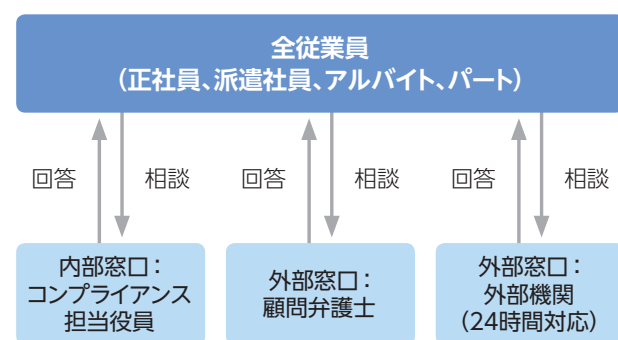 全従業員
（正社員、派遣社員、アルバイト、パート）
回答
相談
回答
相談
回答
相談
内部窓口：
コンプライアンス
担当役員
外部窓口：
顧問弁護士
外部窓口：
外部機関
（24時間対応）